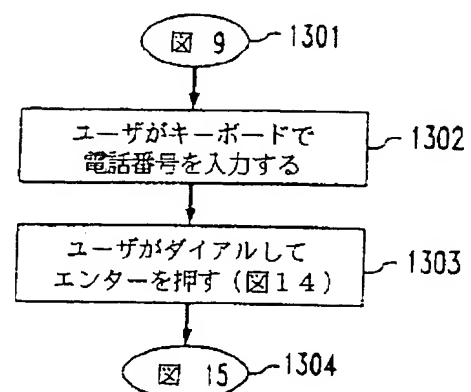 図 9
1301
ユーザがキーボードで
電話番号を入力する
1302
ユーザがダイアルして
エンターを押す(図14)
1303
図 15
1304